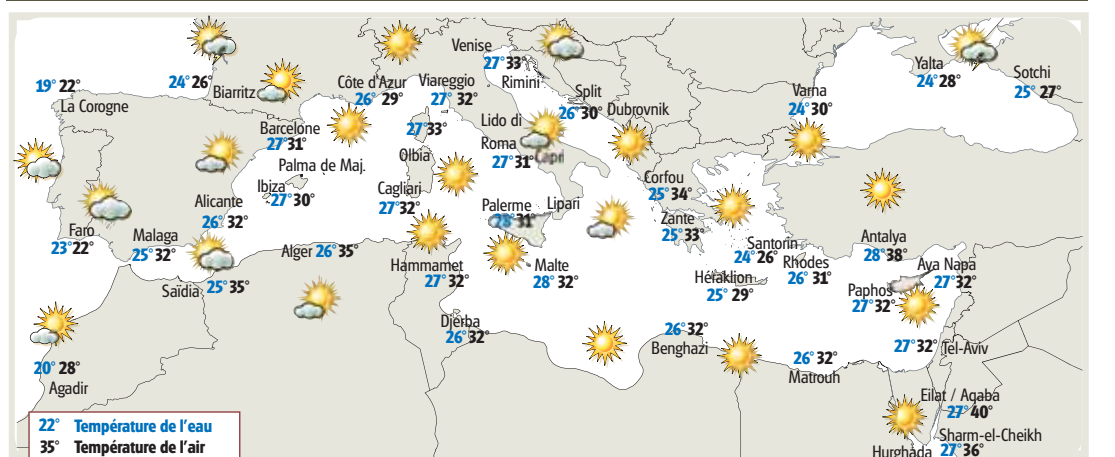 Venise
27° 33°
Rimini
Yalta
24° 28°
Sotchi
25° 27°
19° 22°
La Corogne
24° 26°
Biarritz
Côte d'Azur
26° 29°
Viareggio
27° 32°
Split
26° 30°
Dubrovnik
Varna
24° 30°
Barcelone
27° 31°
27° 33°
Olbia
Lido di
Roma
27° 31°
Capri
Palma de Maj.
Ibiza
27° 30°
Cagliari
27° 32°
Corfou
25° 34°
Alicante
26° 32°
Palerme
28° 31°
Lipari
Zante
25° 33°
Faro
23° 22°
Malaga
25° 32°
Alger 26° 35°
Santorin
24° 26°
Rhodes
26° 31°
Antalya
28° 38°
Saïdia
25° 35°
Hammamet
27° 32°
Malte
28° 32°
Héraklion
25° 29°
Aya Napa
27° 32°
Paphos
27° 32°
Djerba
26° 32°
26° 32°
Benghazi
26° 32°
Matrouh
27° 32°
Tel-Aviv
20° 28°
Agadir
Eilat / Aqaba
27° 40°
Sharm-el-Cheikh
Hurghada 27° 36°
22° Température de l'eau
35° Température de l'air